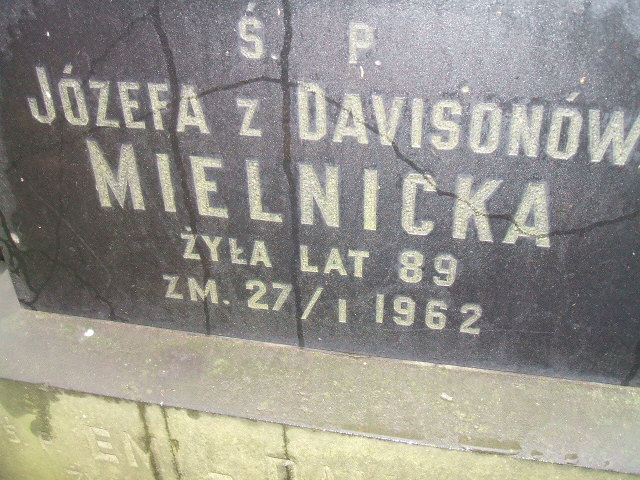 Ś. P.
JÓZEFA z DAVISONÓW
MIELNICKA
ŻYŁA LAT 89
ZM. 27/I 1962